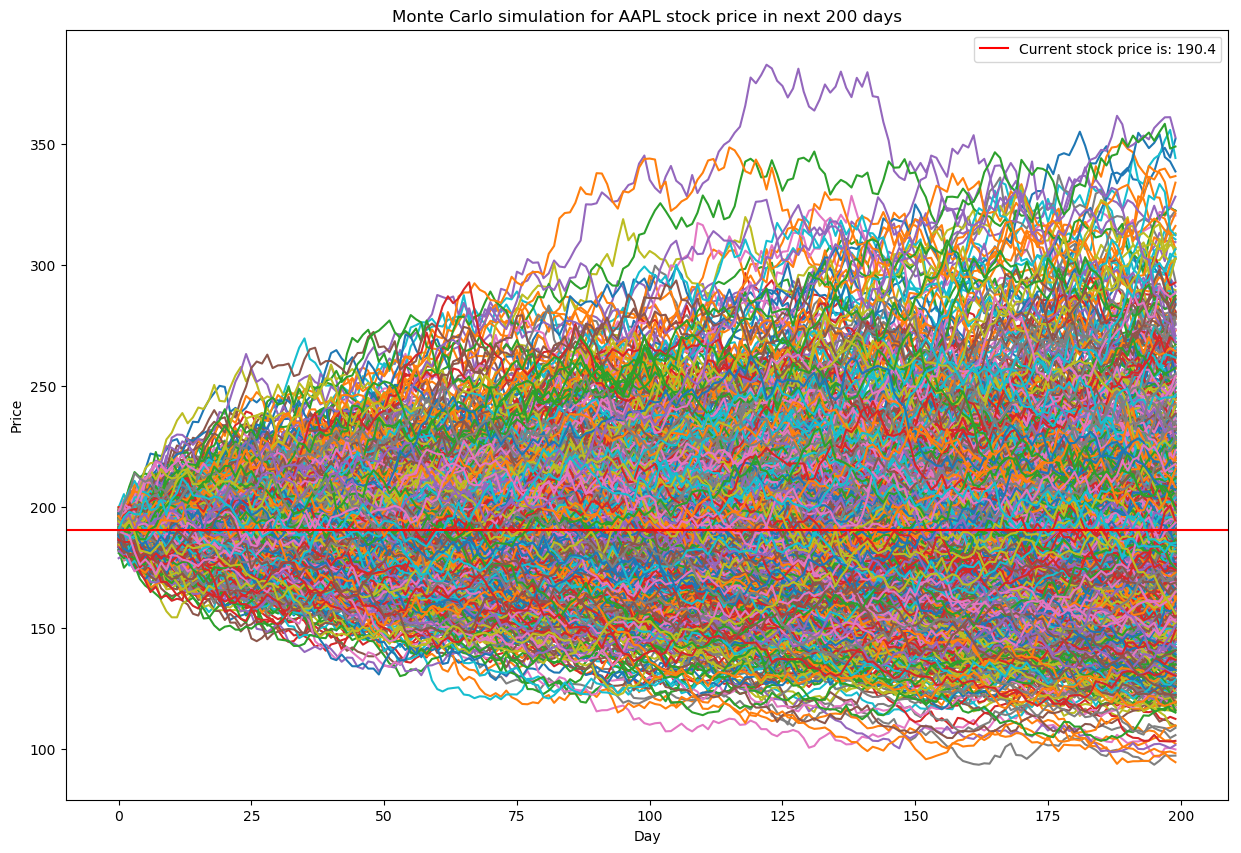 Monte Carlo simulation for AAPL stock price in next 200 days
Current stock price is: 190.4
350
300
250
200
150
100
Price
0 25 50 75 100 125 150 175 200
Day